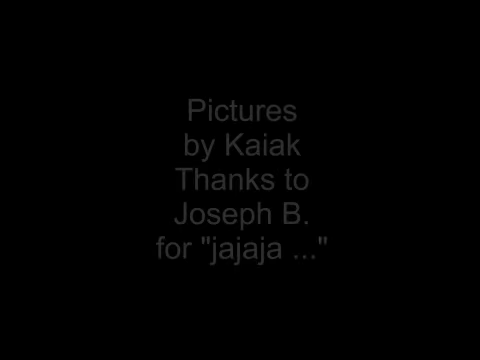 Pictures
by Kaiak
Thanks to
Joseph B.
for "jajaja ..."